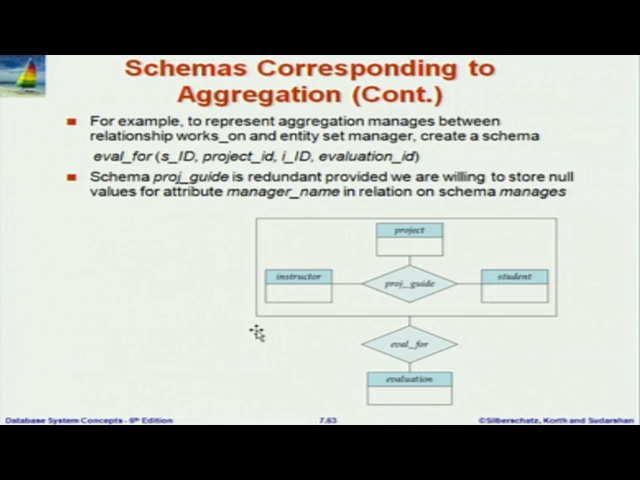 Schemas Corresponding to
Aggregation (Cont.)
For example, to represent aggregation manages between
relationship works_on and entity set manager, create a schema
eval_for (s_ID, project_id, i_ID, evaluation_id)
Schema proj_guide is redundant provided we are willing to store null
values for attribute manager_name in relation on schema manages
project
instructor
proj_guide
student
eval_for
evaluation
Database System Concepts - 6th Edition
7.63
©Silberschatz, Korth and Sudarshan